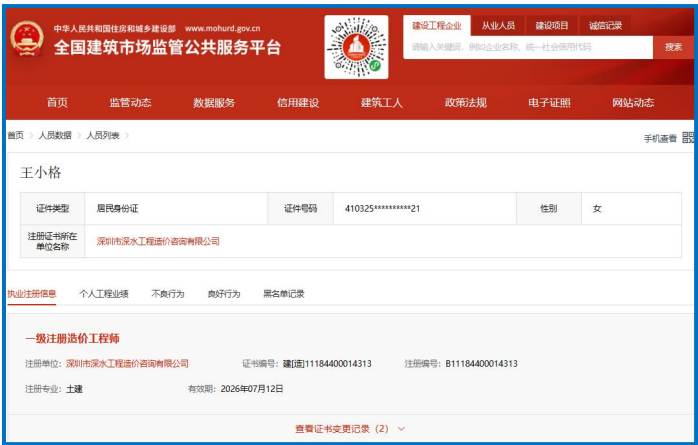 中华人民共和国住房和城乡建设部 www.mohurd.gov.cn
全国建筑市场监管公共服务平台
建设工程企业 从业人员 建设项目 诚信记录
请输入关键词，例如企业名称、统一社会信用代码 搜索
首页 监管动态 数据服务 信用建设 建筑工人 政策法规 电子证照 网站动态
首页 > 人员数据 > 人员列表 >
手机查看
王小格
证件类型 居民身份证 证件号码 410325**********21 性别 女
注册证书所在
单位名称
深圳市深水工程造价咨询有限公司
执业注册信息 个人工程业绩 不良行为 良好行为 黑名单记录
一级注册造价工程师
注册单位：深圳市深水工程造价咨询有限公司 证书编号：建[造]11184400014313 注册编号：B11184400014313
注册专业：土建 有效期：2026年07月12日
查看证书变更记录（2）